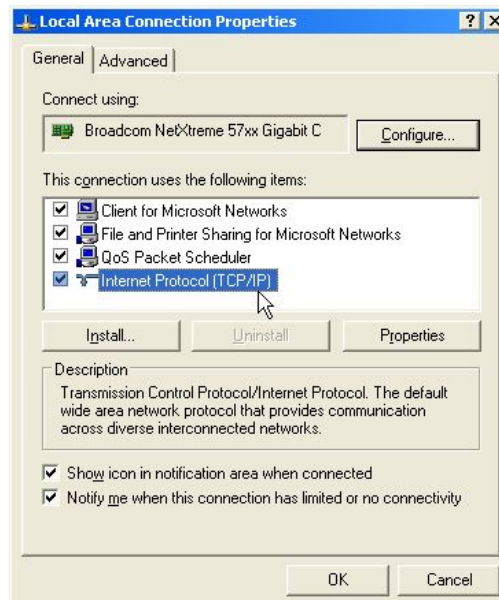 Local Area Connection Properties
General
Advanced
Connect using:
Broadcom NetXtreme 57xx Gigabit C
Configure...
This connection uses the following items:
Client for Microsoft Networks
File and Printer Sharing for Microsoft Networks
QoS Packet Scheduler
Internet Protocol (TCP/IP)
Install...
Uninstall
Properties
Description
Transmission Control Protocol/Internet Protocol. The default
wide area network protocol that provides communication
across diverse interconnected networks.
Show icon in notification area when connected
Notify me when this connection has limited or no connectivity
OK
Cancel